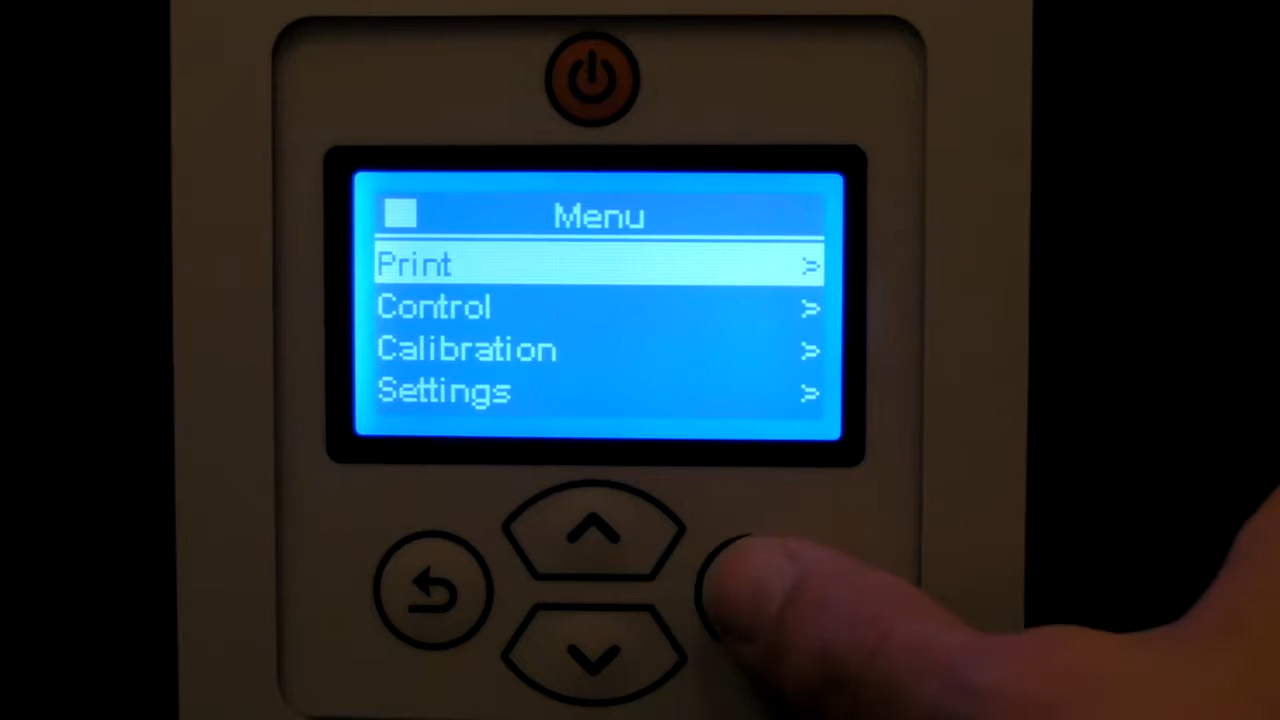 Menu
Print >
Control >
Calibration >
Settings >